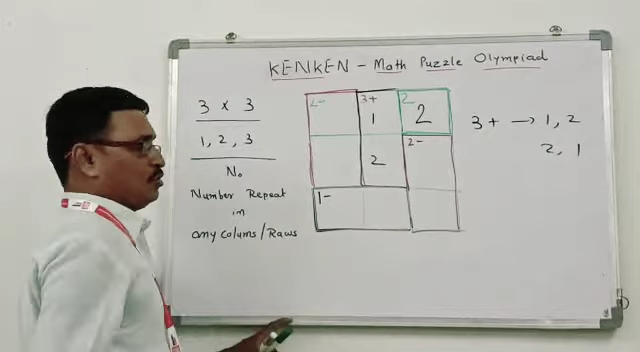 KENKEN - Math Puzzle Olympiad
3 x 3
1, 2, 3
No
Number Repeat
in
any Colums/Raws
2-
3+
2
1
2
2
2-
1-
3+ → 1, 2
2, 1